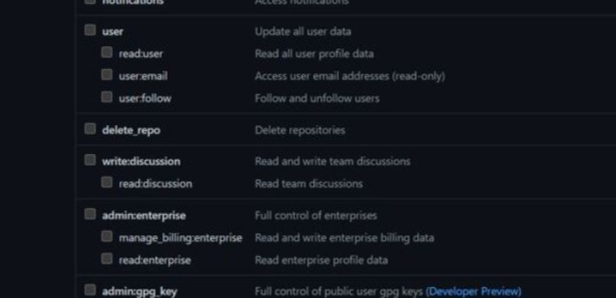 notifications Access notifications
user Update all user data
read:user Read all user profile data
user:email Access user email addresses (read-only)
user:follow Follow and unfollow users
delete_repo Delete repositories
write:discussion Read and write team discussions
read:discussion Read team discussions
admin:enterprise Full control of enterprises
manage_billing:enterprise Read and write enterprise billing data
read:enterprise Read enterprise profile data
admin:gpg_key Full control of public user gpg keys (Developer Preview)